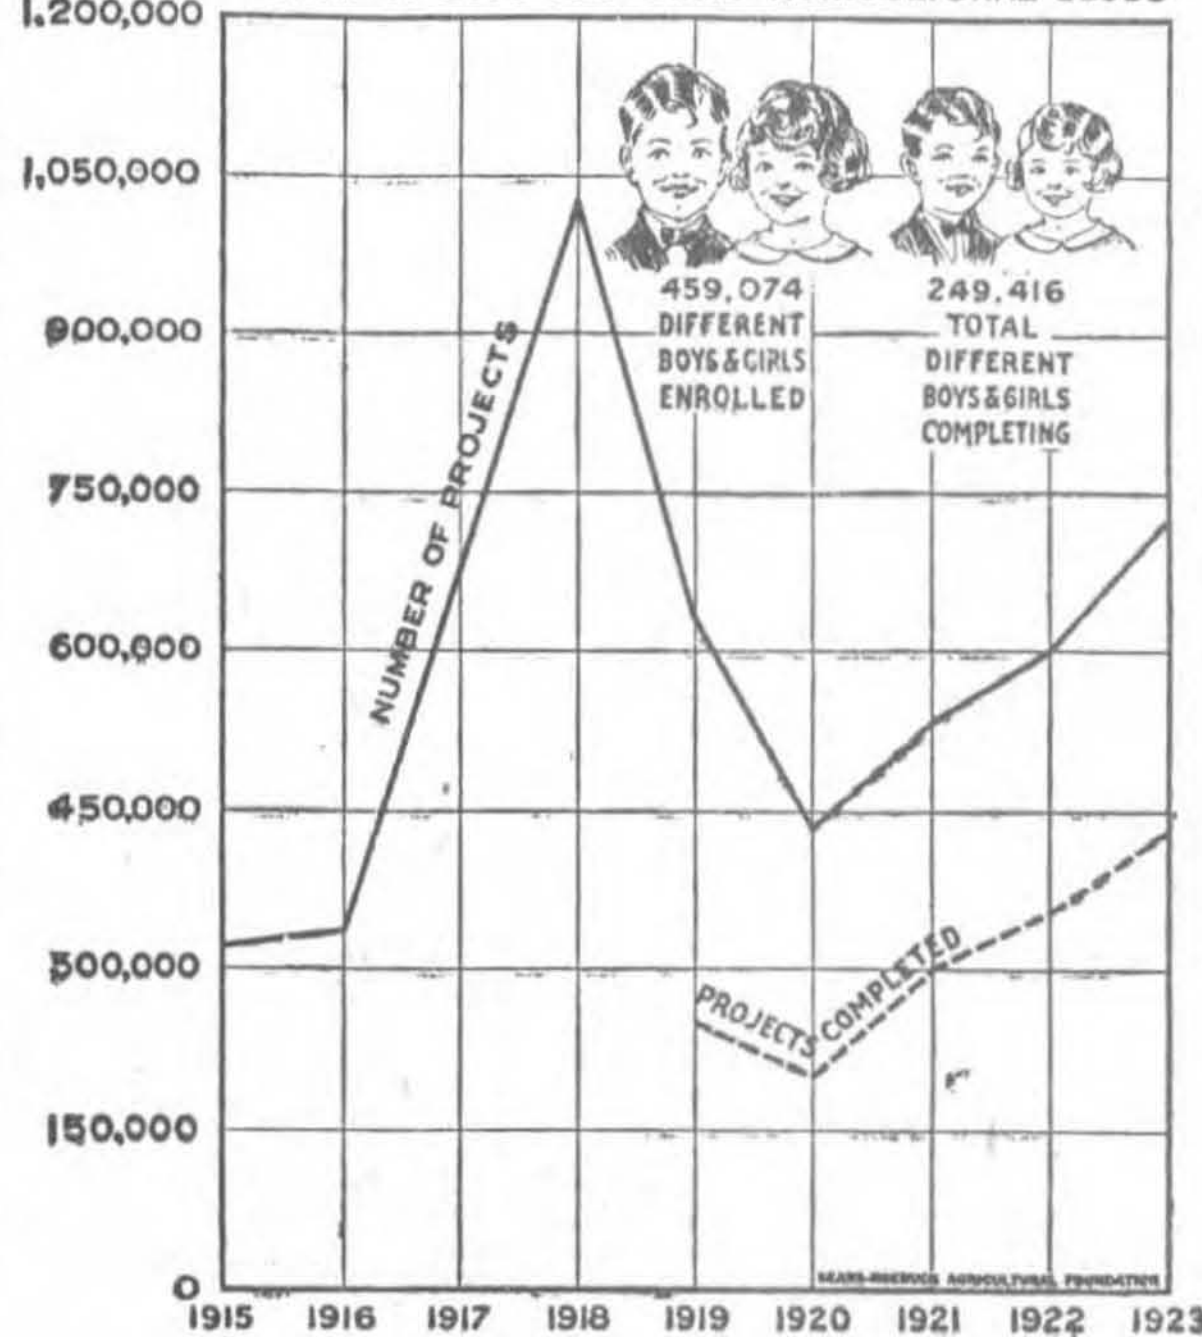 1,200,000
1,050,000
900,000
750,000
600,000
450,000
300,000
150,000
0
NUMBER OF PROJECTS
459,074
DIFFERENT
BOYS & GIRLS
ENROLLED
249,416
TOTAL
DIFFERENT
BOYS & GIRLS
COMPLETING
PROJECTS COMPLETED
SEARS-ROEBUCK AGRICULTURAL FOUNDATION
1915 1916 1917 1918 1919 1920 1921 1922 1923